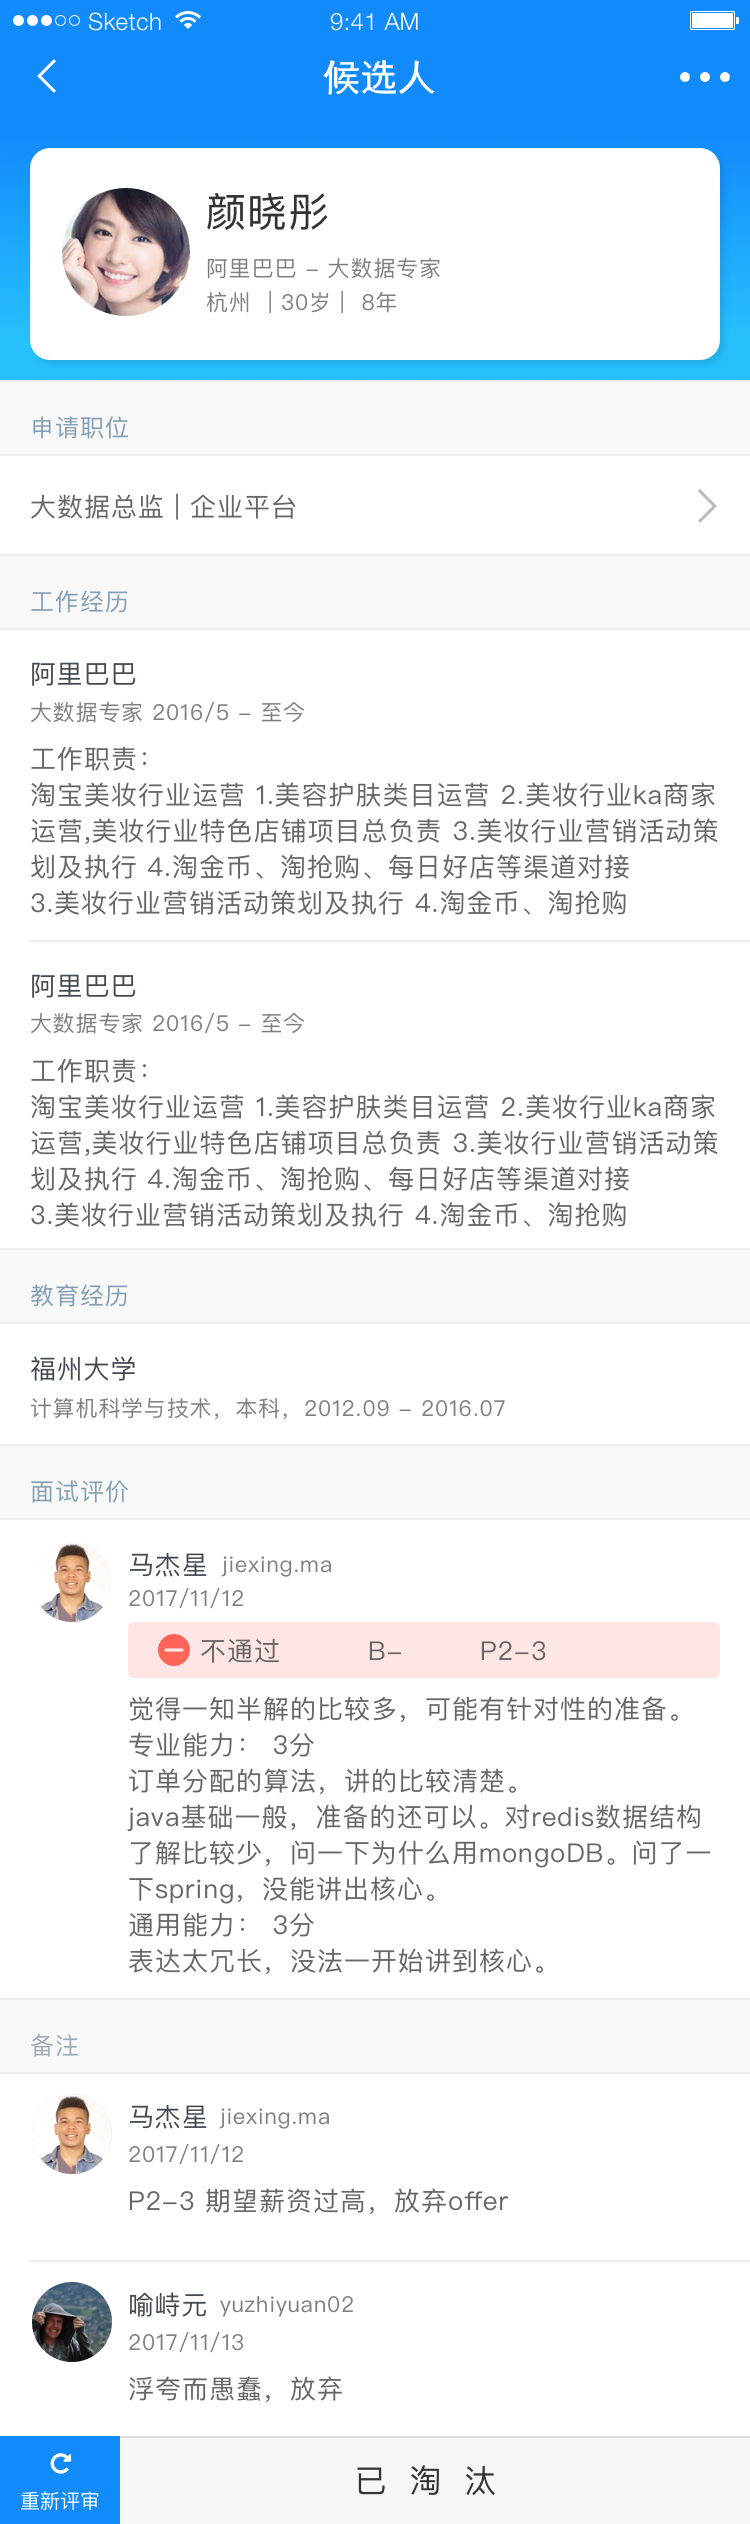 Sketch 9:41 AM
候选人
颜晓彤
阿里巴巴 – 大数据专家
杭州 | 30岁 | 8年
申请职位
大数据总监 | 企业平台
工作经历
阿里巴巴
大数据专家 2016/5 – 至今
工作职责：
淘宝美妆行业运营 1.美容护肤类目运营 2.美妆行业ka商家
运营,美妆行业特色店铺项目总负责 3.美妆行业营销活动策
划及执行 4.淘金币、淘抢购、每日好店等渠道对接
3.美妆行业营销活动策划及执行 4.淘金币、淘抢购
阿里巴巴
大数据专家 2016/5 – 至今
工作职责：
淘宝美妆行业运营 1.美容护肤类目运营 2.美妆行业ka商家
运营,美妆行业特色店铺项目总负责 3.美妆行业营销活动策
划及执行 4.淘金币、淘抢购、每日好店等渠道对接
3.美妆行业营销活动策划及执行 4.淘金币、淘抢购
教育经历
福州大学
计算机科学与技术，本科，2012.09 – 2016.07
面试评价
马杰星 jiexing.ma
2017/11/12
不通过 B– P2–3
觉得一知半解的比较多，可能有针对性的准备。
专业能力： 3分
订单分配的算法，讲的比较清楚。
java基础一般，准备的还可以。对redis数据结构
了解比较少，问一下为什么用mongoDB。问了一
下spring，没能讲出核心。
通用能力： 3分
表达太冗长，没法一开始讲到核心。
备注
马杰星 jiexing.ma
2017/11/12
P2–3 期望薪资过高，放弃offer
喻峙元 yuzhiyuan02
2017/11/13
浮夸而愚蠢，放弃
重新评审
已淘汰